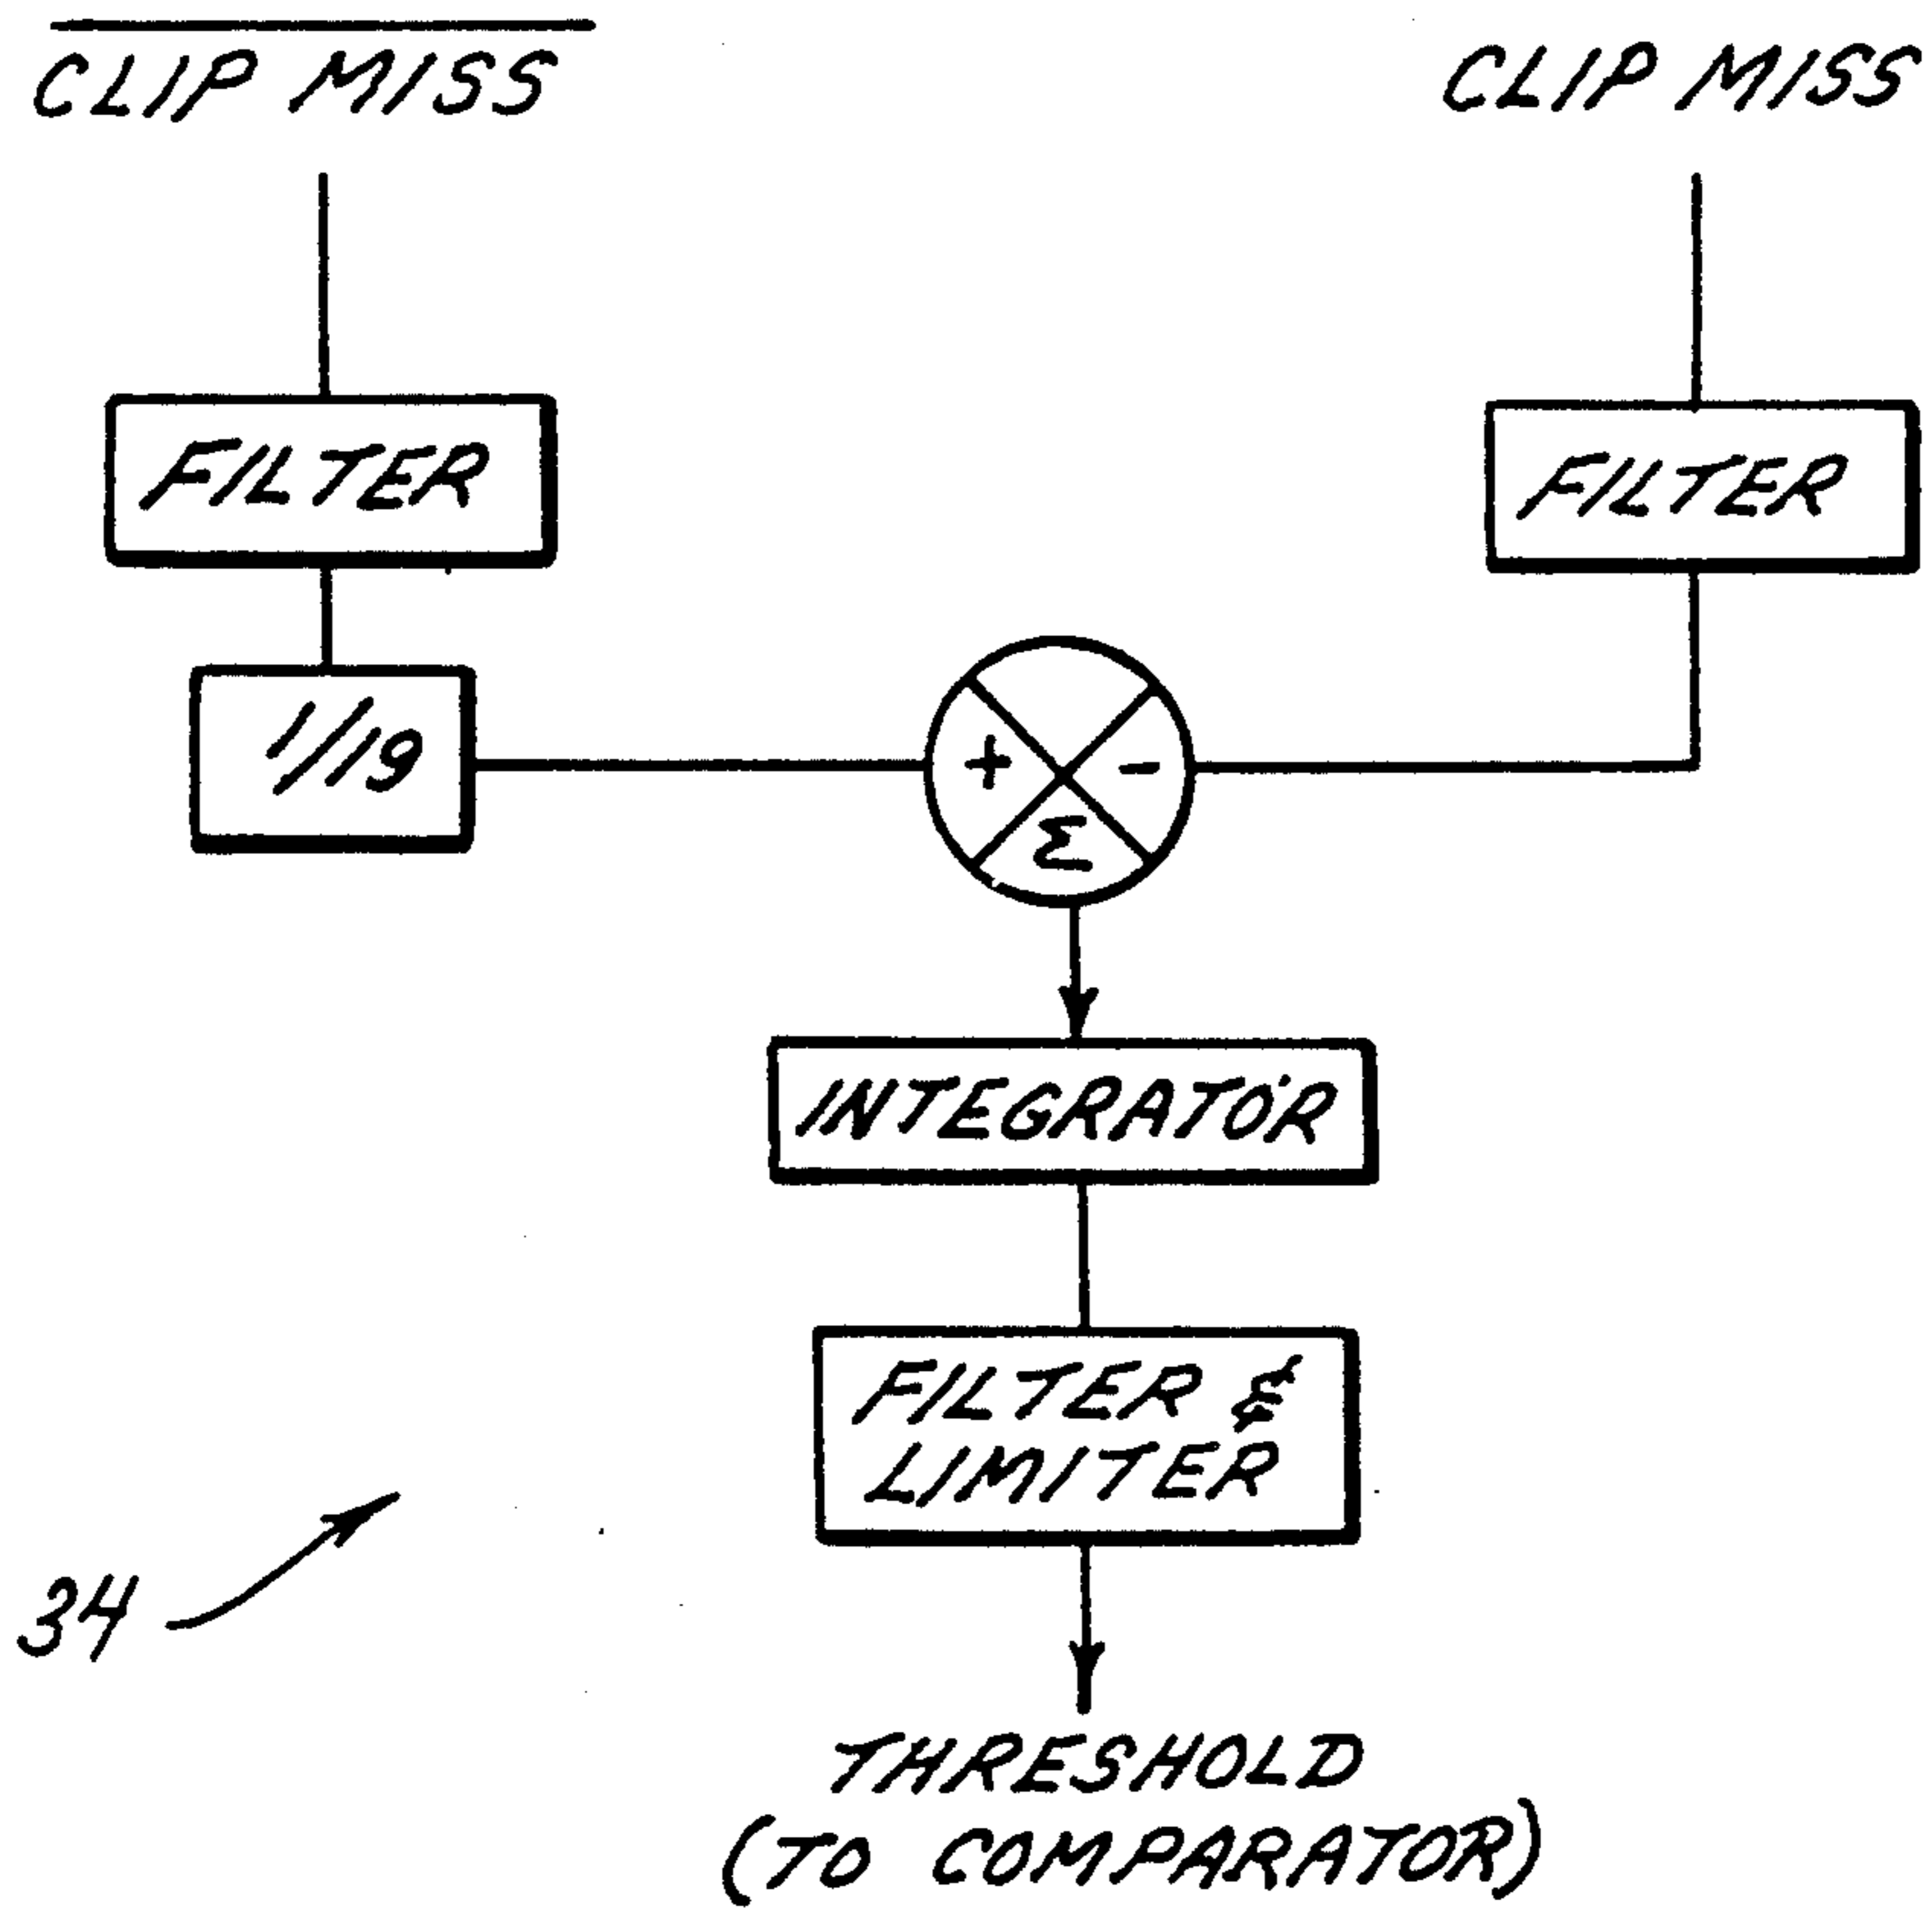 CLIP MISS
CLIP MISS
FILTER
FILTER
1/19
+
-
Σ
INTEGRATOR
FILTER &
LIMITER
34
THRESHOLD
(TO COMPARATOR)